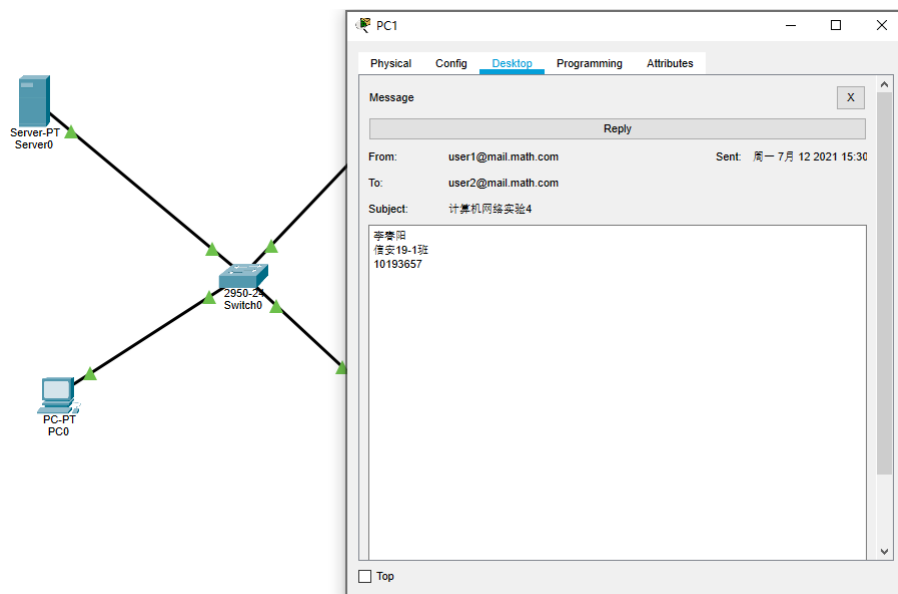 PC1
Physical Config Desktop Programming Attributes
Message
X
Reply
From: user1@mail.math.com Sent: 周一 7月 12 2021 15:30
To: user2@mail.math.com
Subject: 计算机网络实验4
李春阳
信安19-1班
10193657
Top
Server-PT
Server0
2950-24
Switch0
PC-PT
PC0